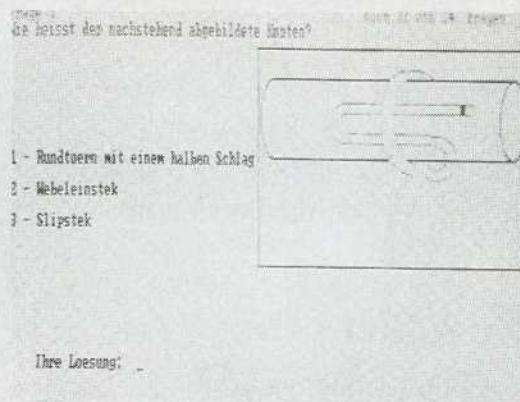 Wie heisst der nachstehend abgebildete Knoten?
1 - Rundtoern mit einem halben Schlag
2 - Webeleinstek
3 - Slipstek
Ihre Loesung: _